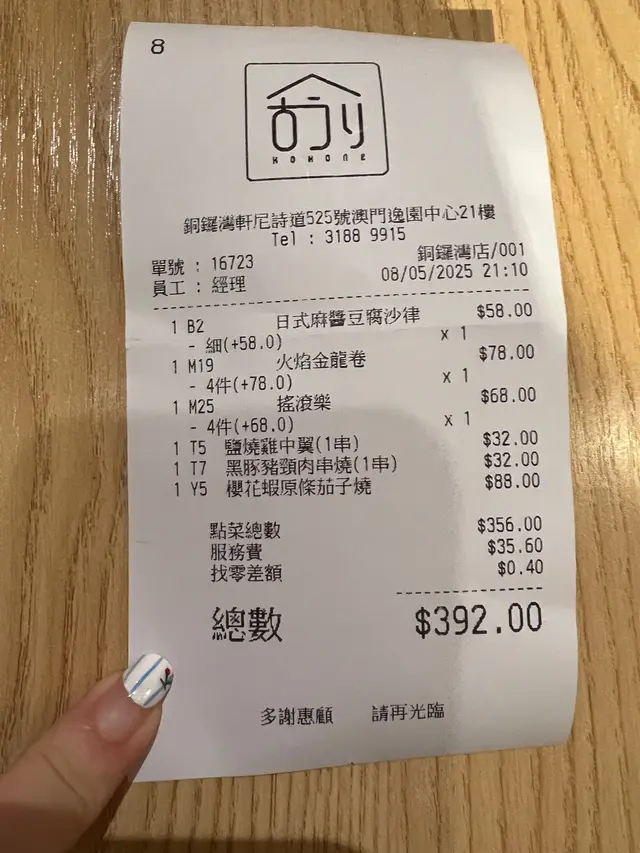 8
KOHONE
銅鑼灣軒尼詩道525號澳門逸園中心21樓
Tel : 3188 9915
銅鑼灣店/001
單號 : 16723
08/05/2025 21:10
員工 : 經理
1 B2 日式麻醬豆腐沙律 $58.00
- 細(+58.0) x 1
1 M19 火焰金龍卷 $78.00
- 4件(+78.0) x 1
1 M25 搖滾樂 $68.00
- 4件(+68.0) x 1
1 T5 鹽燒雞中翼(1串) $32.00
1 T7 黑豚豬頸肉串燒(1串) $32.00
1 Y5 櫻花蝦原條茄子燒 $88.00
點菜總數 $356.00
服務費 $35.60
找零差額 $0.40
總數 $392.00
多謝惠顧 請再光臨